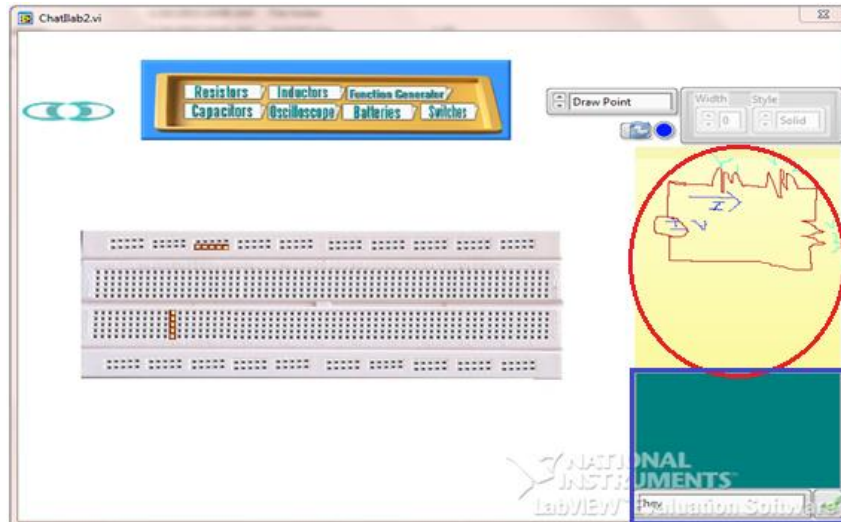 ChatIlab2.vi
Resistors Inductors Function Generator
Capacitors Oscilloscope Batteries Switches
Draw Point
Width Style
0 Solid
I
V
NATIONAL
INSTRUMENTS
LabVIEW Evaluation Software